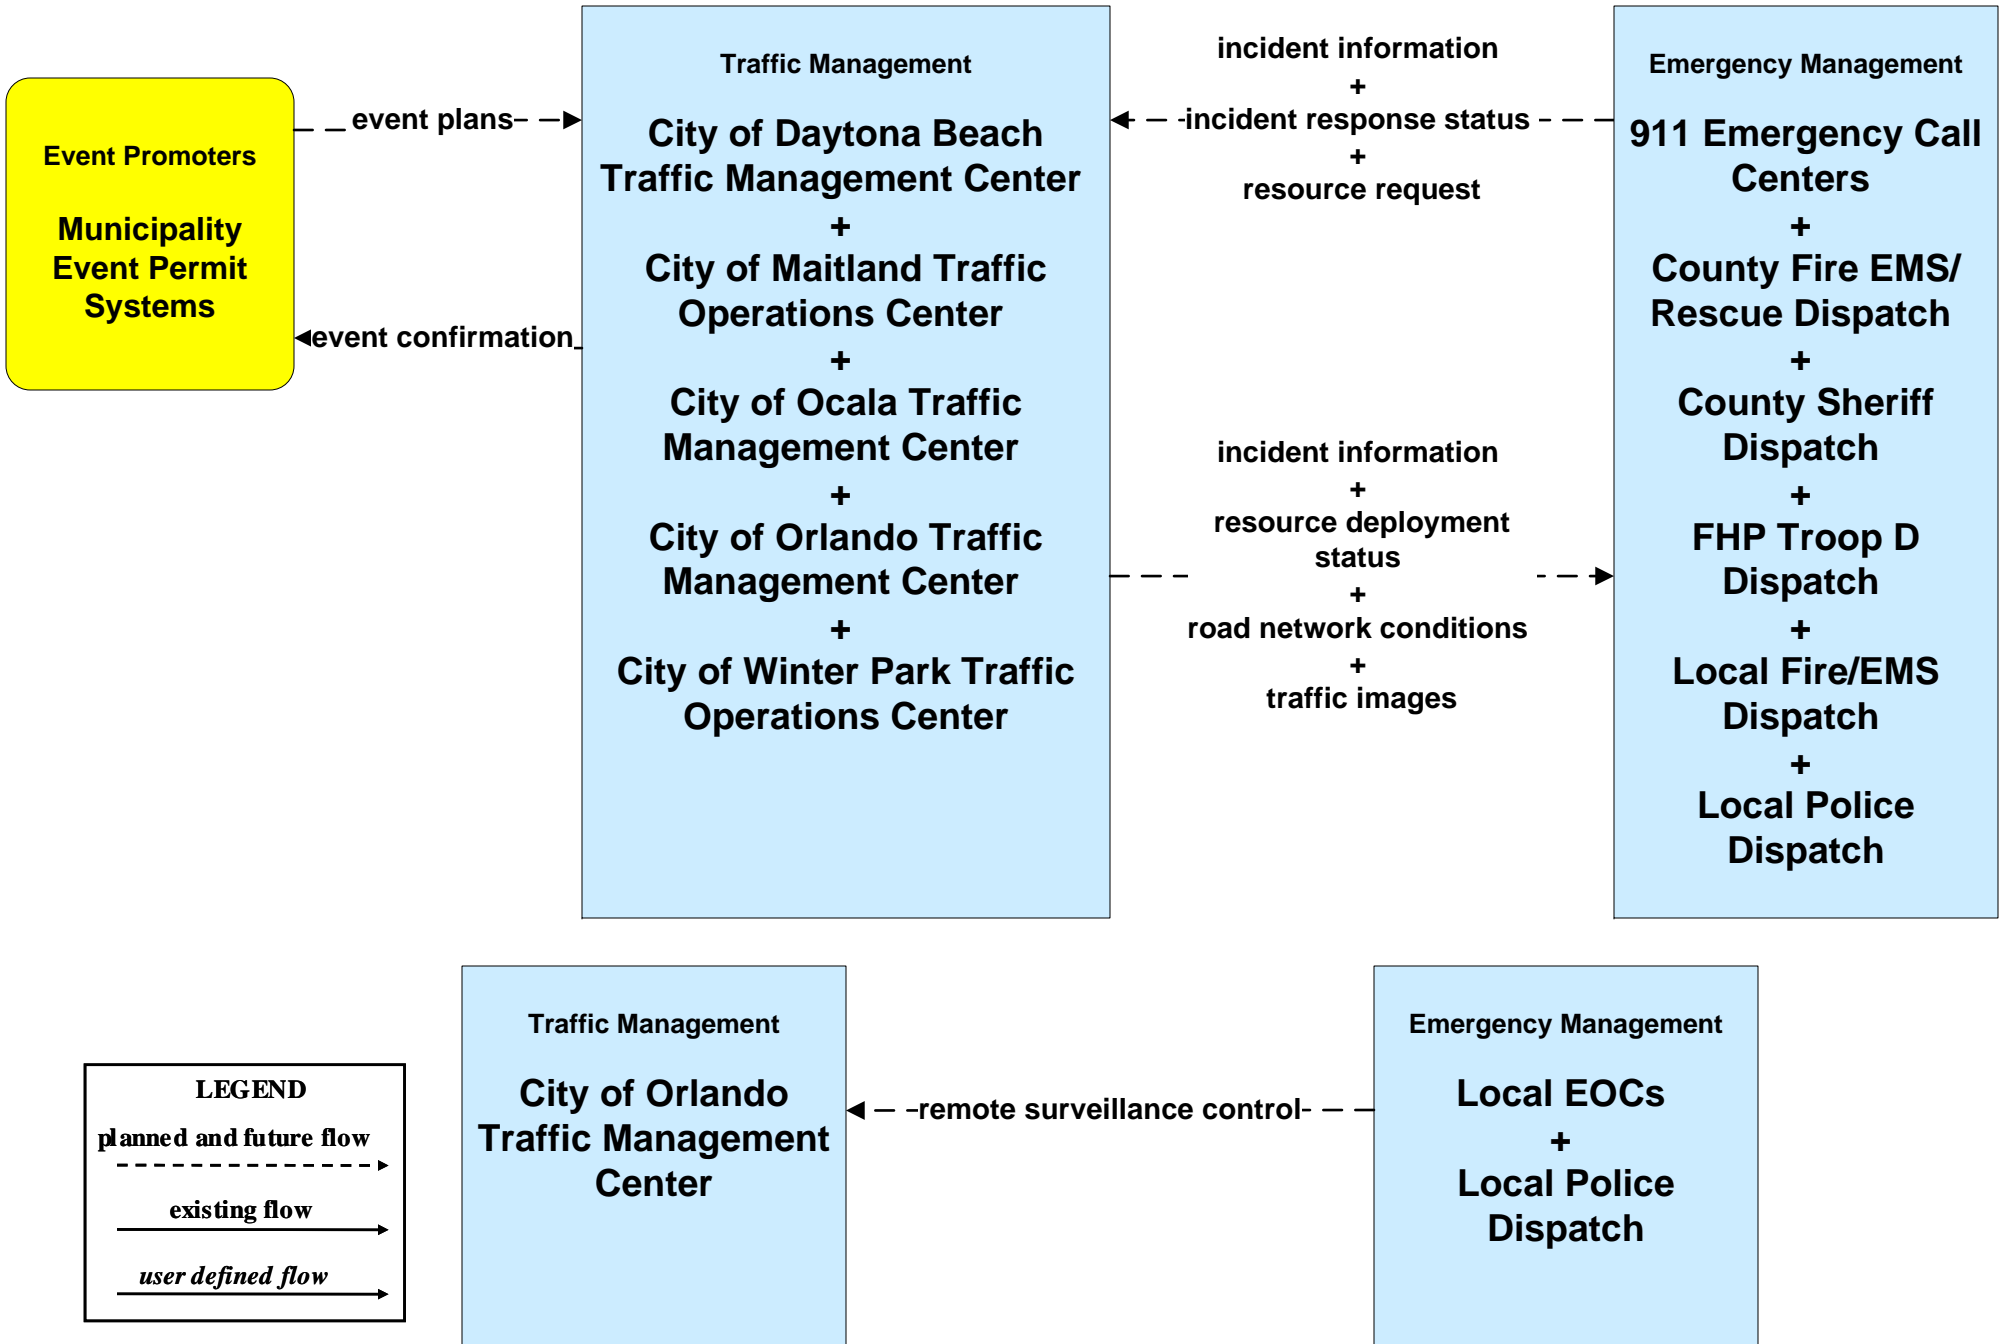 Event Promoters
Municipality
Event Permit
Systems
event plans
event confirmation
Traffic Management
City of Daytona Beach
Traffic Management Center
+
City of Maitland Traffic
Operations Center
+
City of Ocala Traffic
Management Center
+
City of Orlando Traffic
Management Center
+
City of Winter Park Traffic
Operations Center
incident information
+
incident response status
+
resource request
incident information
+
resource deployment
status
+
road network conditions
+
traffic images
Emergency Management
911 Emergency Call
Centers
+
County Fire EMS/
Rescue Dispatch
+
County Sheriff
Dispatch
+
FHP Troop D
Dispatch
+
Local Fire/EMS
Dispatch
+
Local Police
Dispatch
LEGEND
planned and future flow
existing flow
user defined flow
Traffic Management
City of Orlando
Traffic Management
Center
remote surveillance control
Emergency Management
Local EOCs
+
Local Police
Dispatch